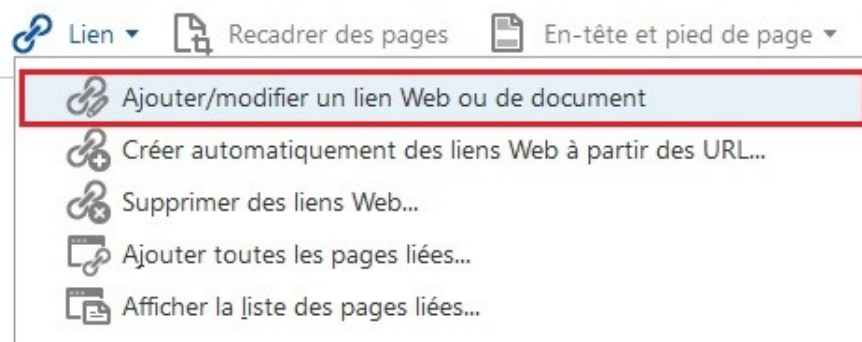 Lien Recadrer des pages En-tête et pied de page
Ajouter/modifier un lien Web ou de document
Créer automatiquement des liens Web à partir des URL...
Supprimer des liens Web...
Ajouter toutes les pages liées...
Afficher la liste des pages liées...